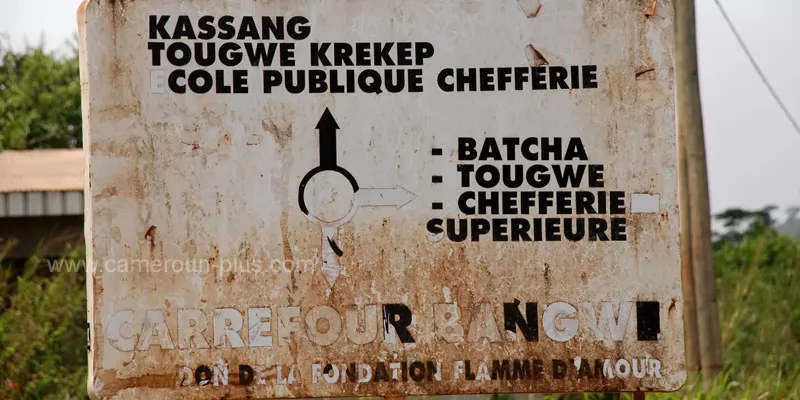 KASSANG
TOUGWE KREKEP
ECOLE PUBLIQUE CHEFFERIE
- BATCHA
- TOUGWE
- CHEFFERIE
SUPERIEURE
www.cameroun-plus.com
CARREFOUR BANGWE
DON DE LA FONDATION FLAMME D'AMOUR